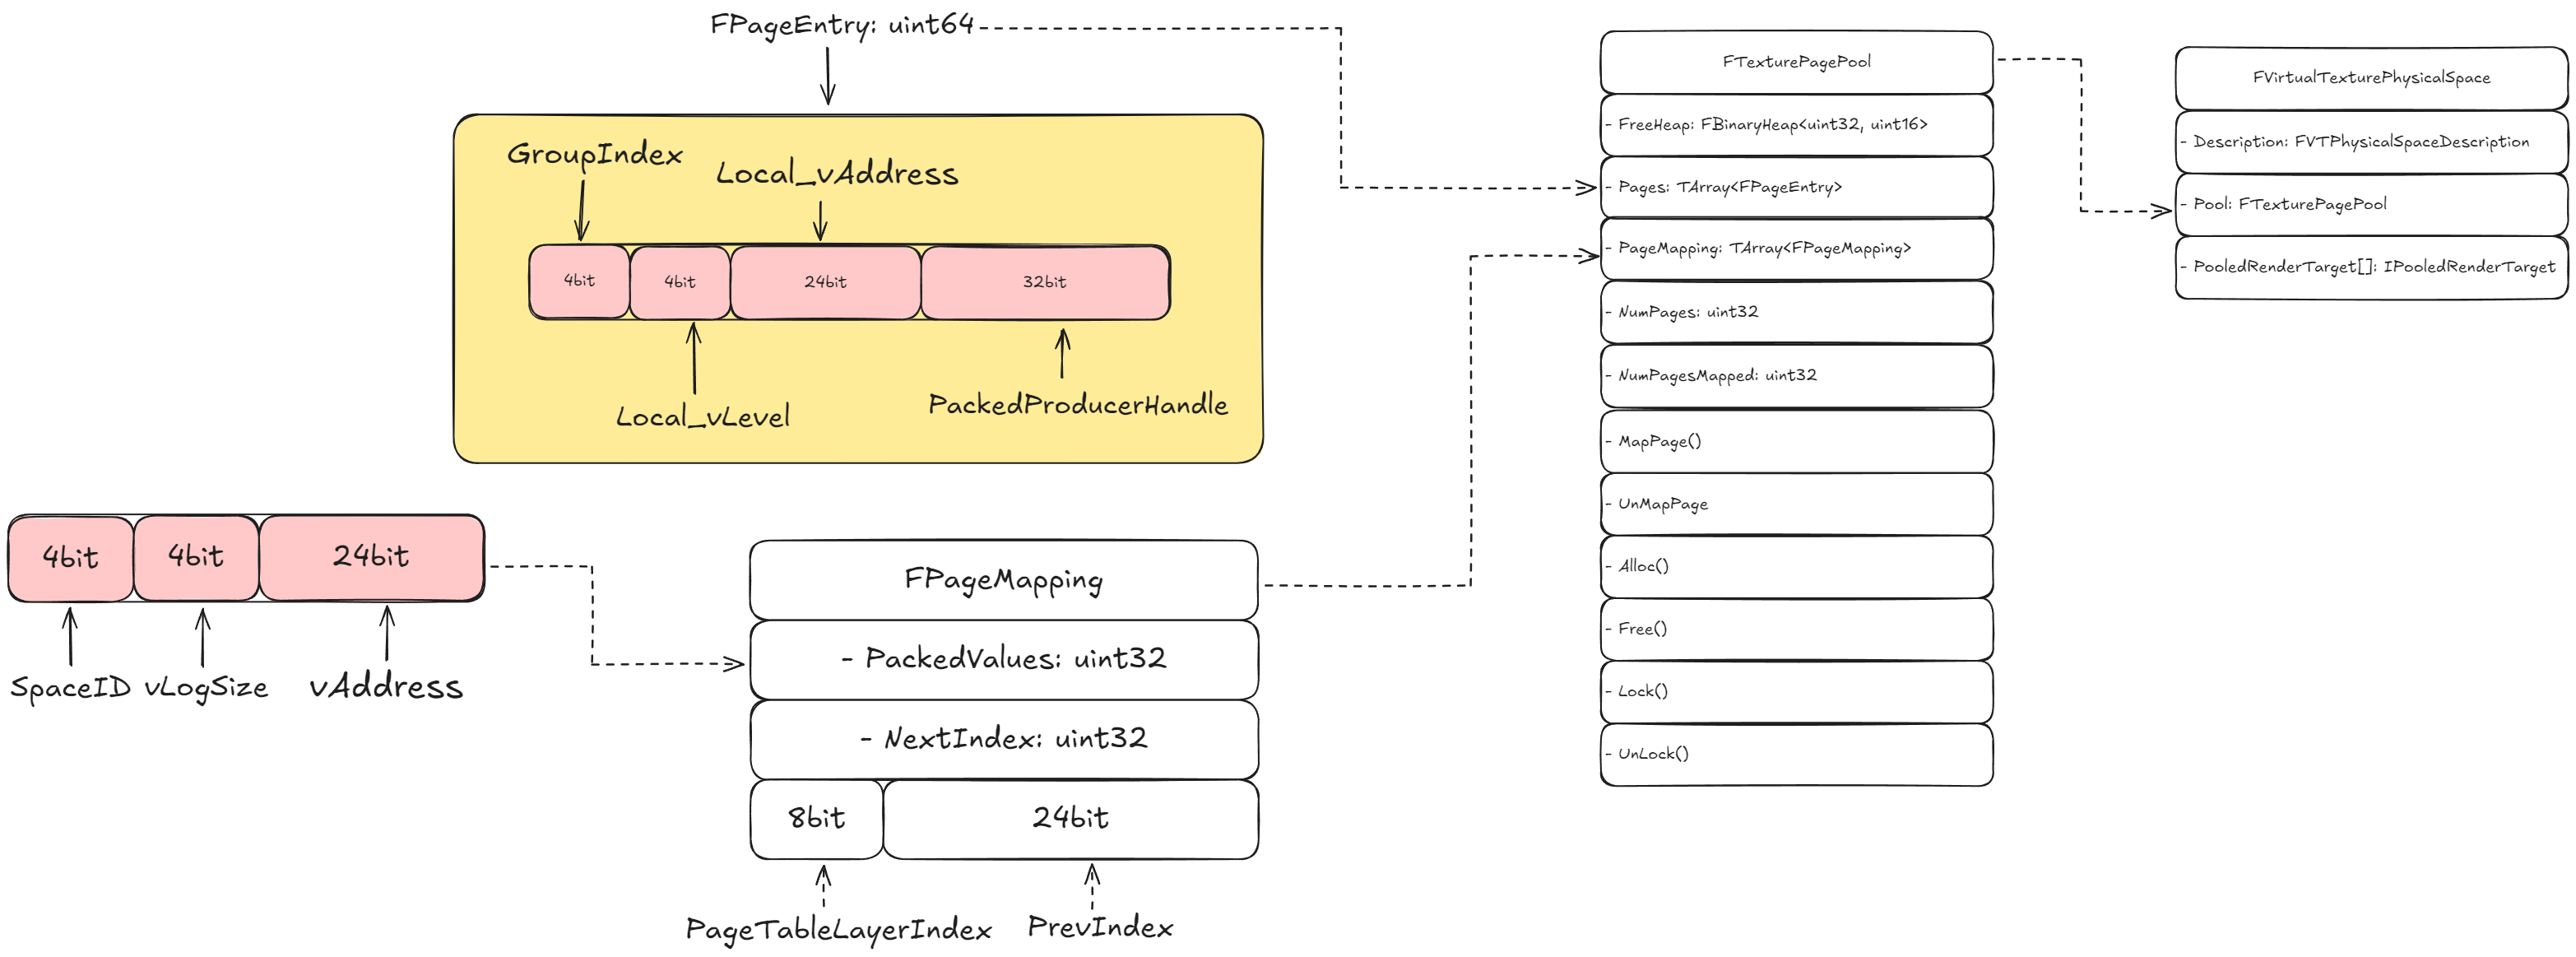 FPageEntry: uint64
GroupIndex
Local_vAddress
4bit
4bit
24bit
32bit
Local_vLevel
PackedProducerHandle
4bit
4bit
24bit
SpaceID
vLogSize
vAddress
FPageMapping
- PackedValues: uint32
- NextIndex: uint32
8bit
24bit
PageTableLayerIndex
PrevIndex
FTexturePagePool
- FreeHeap: FBinaryHeap<uint32, uint16>
- Pages: TArray<FPageEntry>
- PageMapping: TArray<FPageMapping>
- NumPages: uint32
- NumPagesMapped: uint32
- MapPage()
- UnMapPage
- Alloc()
- Free()
- Lock()
- UnLock()
FVirtualTexturePhysicalSpace
- Description: FVTPhysicalSpaceDescription
- Pool: FTexturePagePool
- PooledRenderTarget[]: IPooledRenderTarget